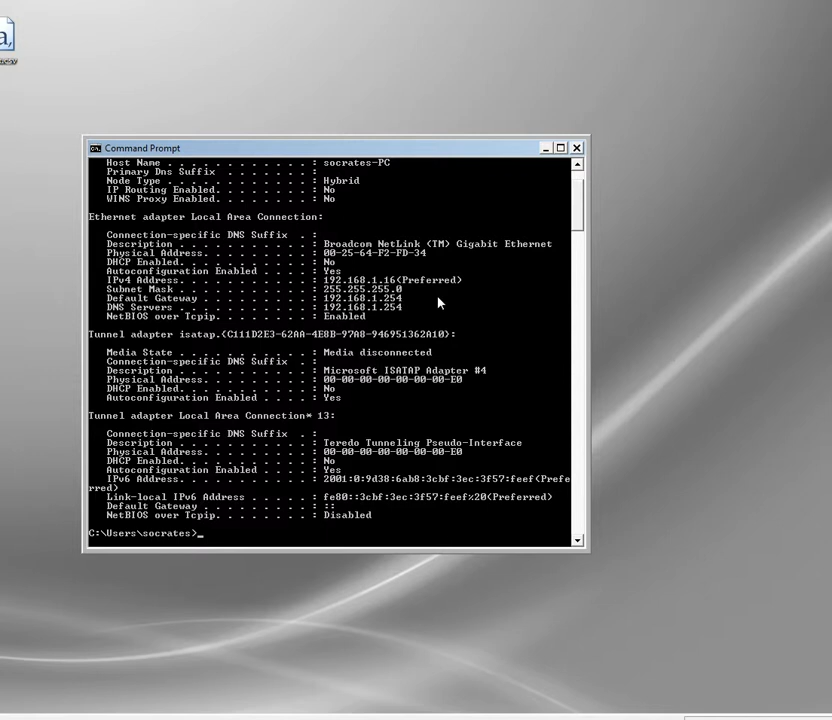 a,
Command Prompt
Host Name . . . . . . . . . . . . : socrates-PC
Primary Dns Suffix  . . . . . . . :
Node Type . . . . . . . . . . . . : Hybrid
IP Routing Enabled. . . . . . . . : No
WINS Proxy Enabled. . . . . . . . : No
Ethernet adapter Local Area Connection:
Connection-specific DNS Suffix  . :
Description . . . . . . . . . . . : Broadcom NetLink (TM) Gigabit Ethernet
Physical Address. . . . . . . . . : 00-25-64-F2-FD-34
DHCP Enabled. . . . . . . . . . . : No
Autoconfiguration Enabled . . . . : Yes
IPv4 Address. . . . . . . . . . . : 192.168.1.16(Preferred)
Subnet Mask . . . . . . . . . . . : 255.255.255.0
Default Gateway . . . . . . . . . : 192.168.1.254
DNS Servers . . . . . . . . . . . : 192.168.1.254
NetBIOS over Tcpip. . . . . . . . : Enabled
Tunnel adapter isatap.{C111D2E3-62AA-4E8B-97A8-946951362A10}:
Media State . . . . . . . . . . . : Media disconnected
Connection-specific DNS Suffix  . :
Description . . . . . . . . . . . : Microsoft ISATAP Adapter #4
Physical Address. . . . . . . . . : 00-00-00-00-00-00-00-E0
DHCP Enabled. . . . . . . . . . . : No
Autoconfiguration Enabled . . . . : Yes
Tunnel adapter Local Area Connection* 13:
Connection-specific DNS Suffix  . :
Description . . . . . . . . . . . : Teredo Tunneling Pseudo-Interface
Physical Address. . . . . . . . . : 00-00-00-00-00-00-00-E0
DHCP Enabled. . . . . . . . . . . : No
Autoconfiguration Enabled . . . . : Yes
IPv6 Address. . . . . . . . . . . : 2001:0:9d38:6ab8:3cbf:3ec:3f57:feef(Prefe
rred)
Link-local IPv6 Address . . . . . : fe80::3cbf:3ec:3f57:feef%20(Preferred)
Default Gateway . . . . . . . . . : ::
NetBIOS over Tcpip. . . . . . . . : Disabled
C:\Users\socrates>_